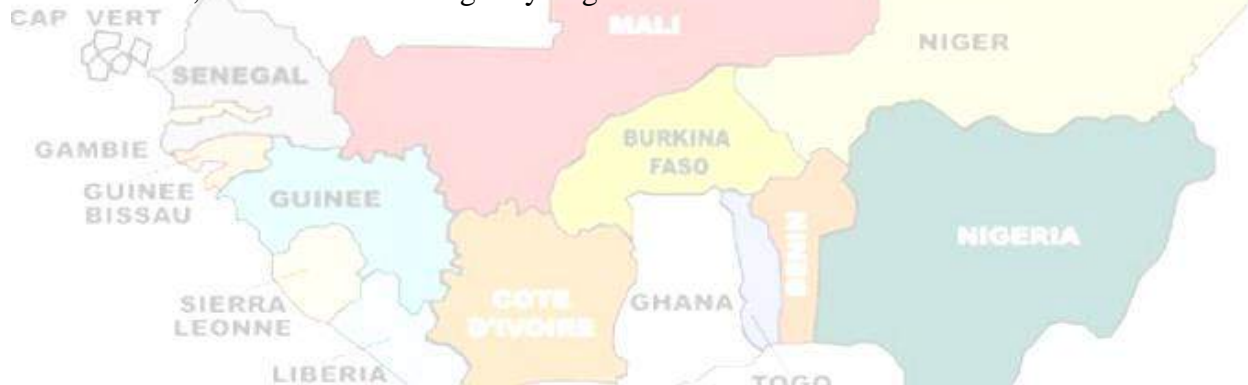 CAP VERT
MALI
NIGER
SENEGAL
BURKINA
FASO
GAMBIE
GUINEE
BISSAU
GUINEE
NIGERIA
BENIN
SIERRA
LEONNE
COTE
D'IVOIRE
GHANA
LIBERIA
TOGO